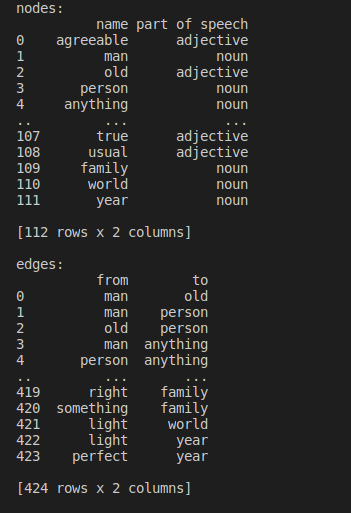 nodes:
name part of speech
0 agreeable adjective
1 man noun
2 old adjective
3 person noun
4 anything noun
.. ... ...
107 true adjective
108 usual adjective
109 family noun
110 world noun
111 year noun
[112 rows x 2 columns]
edges:
from to
0 man old
1 man person
2 old person
3 man anything
4 person anything
.. ... ...
419 right family
420 something family
421 light world
422 light year
423 perfect year
[424 rows x 2 columns]